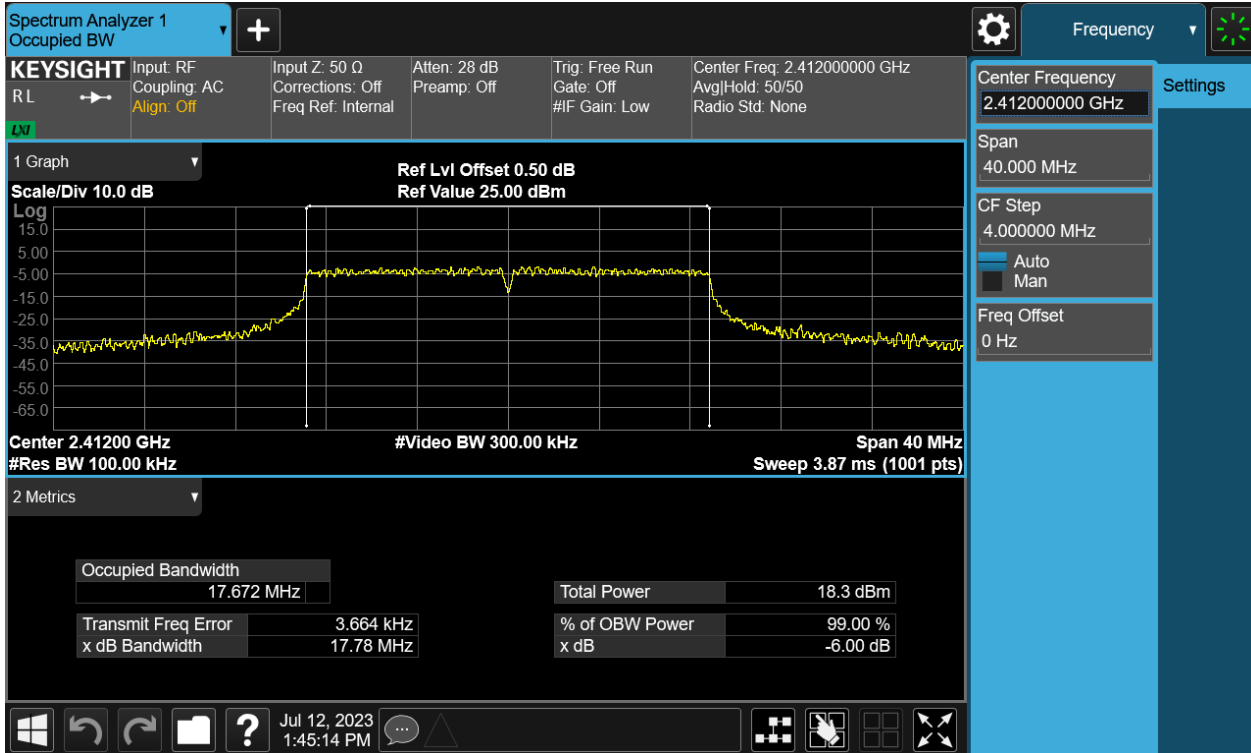 Spectrum Analyzer 1
Occupied BW
+
Frequency
KEYSIGHT
R L
LXI
Input: RF
Coupling: AC
Align: Off
Input Z: 50 Ω
Corrections: Off
Freq Ref: Internal
Atten: 28 dB
Preamp: Off
Trig: Free Run
Gate: Off
#IF Gain: Low
Center Freq: 2.412000000 GHz
Avg|Hold: 50/50
Radio Std: None
Center Frequency
2.412000000 GHz
Settings
Span
40.000 MHz
CF Step
4.000000 MHz
Auto
Man
Freq Offset
0 Hz
1 Graph
Scale/Div 10.0 dB
Ref Lvl Offset 0.50 dB
Ref Value 25.00 dBm
Log
15.0
5.00
-5.00
-15.0
-25.0
-35.0
-45.0
-55.0
-65.0
Center 2.41200 GHz
#Video BW 300.00 kHz
Span 40 MHz
#Res BW 100.00 kHz
Sweep 3.87 ms (1001 pts)
2 Metrics
Occupied Bandwidth
17.672 MHz
Total Power 18.3 dBm
Transmit Freq Error 3.664 kHz
% of OBW Power 99.00 %
x dB Bandwidth 17.78 MHz
x dB -6.00 dB
?
Jul 12, 2023
1:45:14 PM